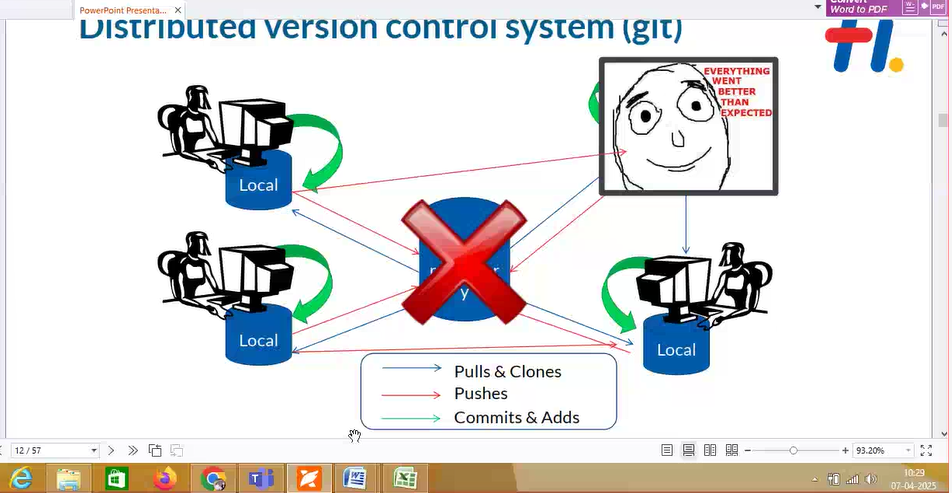 PowerPoint Presenta...
Convert
Word to PDF
PDF
Distributed version control system (git)
EVERYTHING
WENT
BETTER
THAN
EXPECTED
Local
Local
y
Local
Pulls & Clones
Pushes
Commits & Adds
12 / 57
93.20%
10:29
07-04-2025